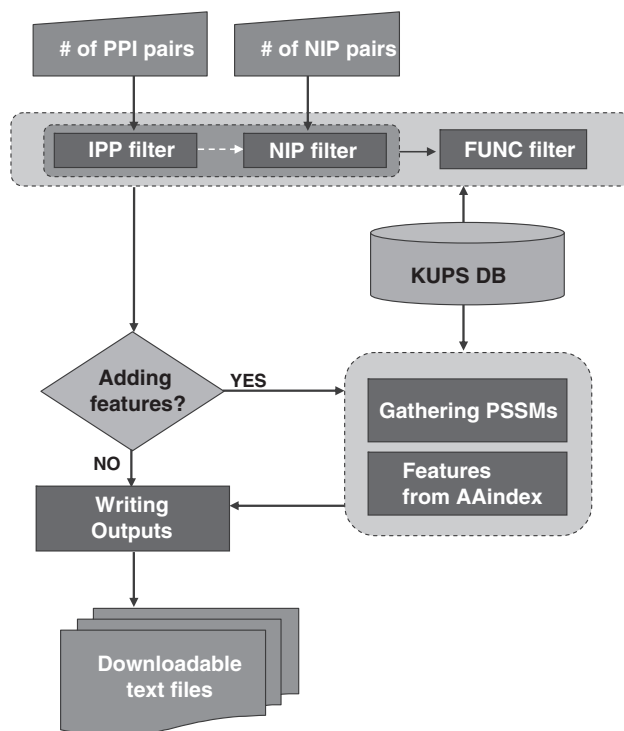 # of PPI pairs
# of NIP pairs
IPP filter
NIP filter
FUNC filter
KUPS DB
Adding
features?
YES
NO
Gathering PSSMs
Features
from AAindex
Writing
Outputs
Downloadable
text files